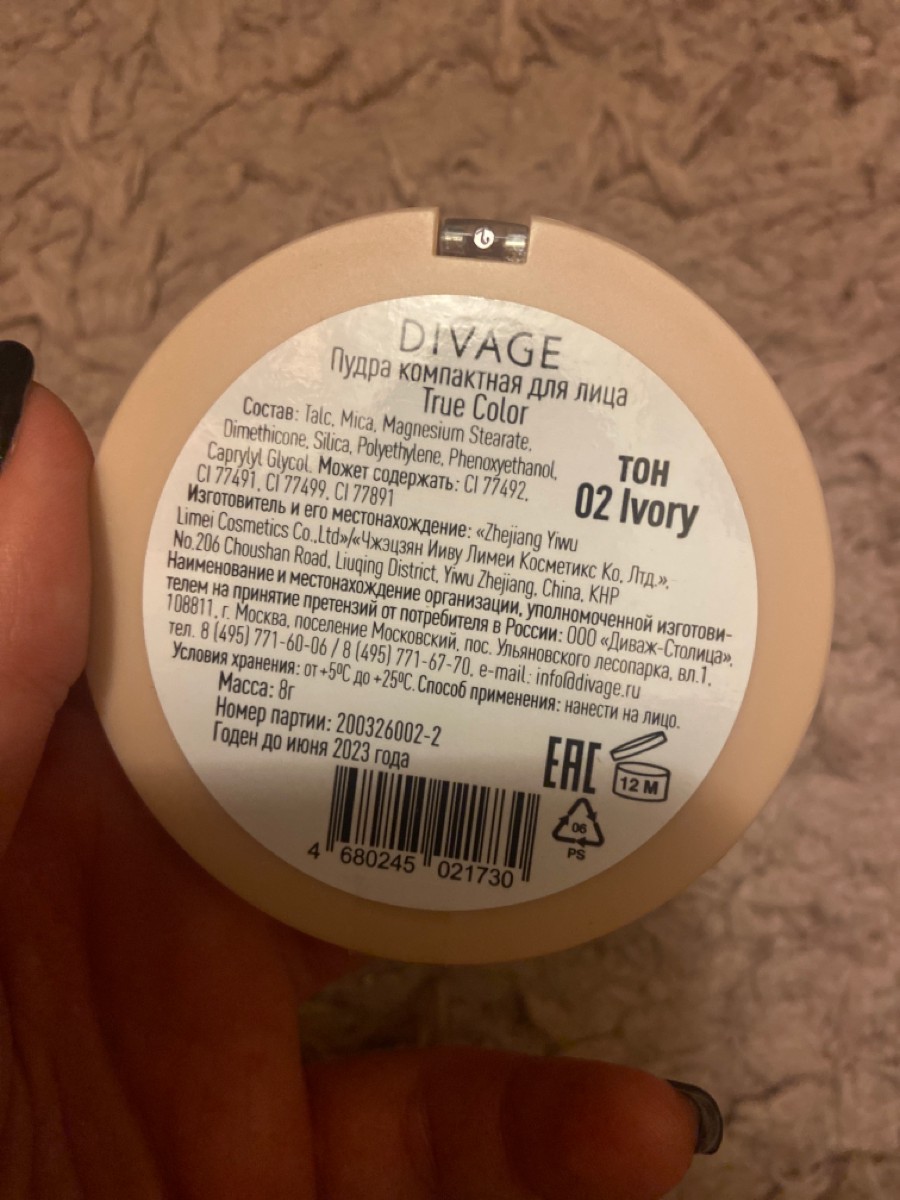 DIVAGE
Пудра компактная для лица
True Color
Состав: Talc, Mica, Magnesium Stearate,
Dimethicone, Silica, Polyethylene, Phenoxyethanol,
Caprylyl Glycol. Может содержать: CI 77492,
CI 77491, CI 77499, CI 77891
ТОН
02 Ivory
Изготовитель и его местонахождение: «Zhejiang Yiwu
Limei Cosmetics Co.,Ltd»/«Чжэцзян Ииву Лимеи Косметикс Ко, Лтд.»,
No.206 Choushan Road, Liuqing District, Yiwu Zhejiang, China, КНР
Наименование и местонахождение организации, уполномоченной изготови-
телем на принятие претензий от потребителя в России: ООО «Диваж-Столица»,
108811, г. Москва, поселение Московский, пос. Ульяновского лесопарка, вл.1,
тел. 8 (495) 771-60-06 / 8 (495) 771-67-70, e-mail: info@divage.ru
Условия хранения: от +5ºC до +25ºC. Способ применения: нанести на лицо.
Масса: 8г
Номер партии: 200326002-2
Годен до июня 2023 года
EAC
12 M
06
PS
4 680245 021730